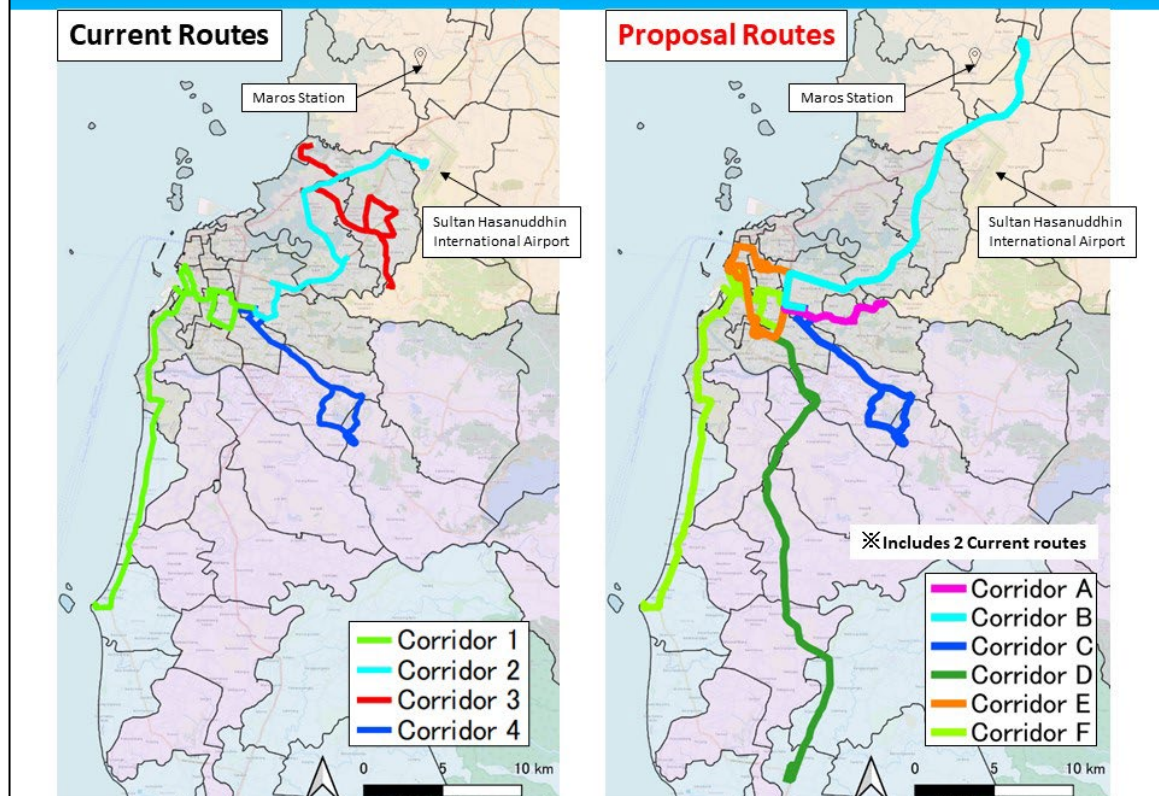 Current Routes
Maros Station
Sultan Hasanuddhin
International Airport
Corridor 1
Corridor 2
Corridor 3
Corridor 4
0 5 10 km
Proposal Routes
Maros Station
Sultan Hasanuddhin
International Airport
※Includes 2 Current routes
Corridor A
Corridor B
Corridor C
Corridor D
Corridor E
Corridor F
0 5 10 km